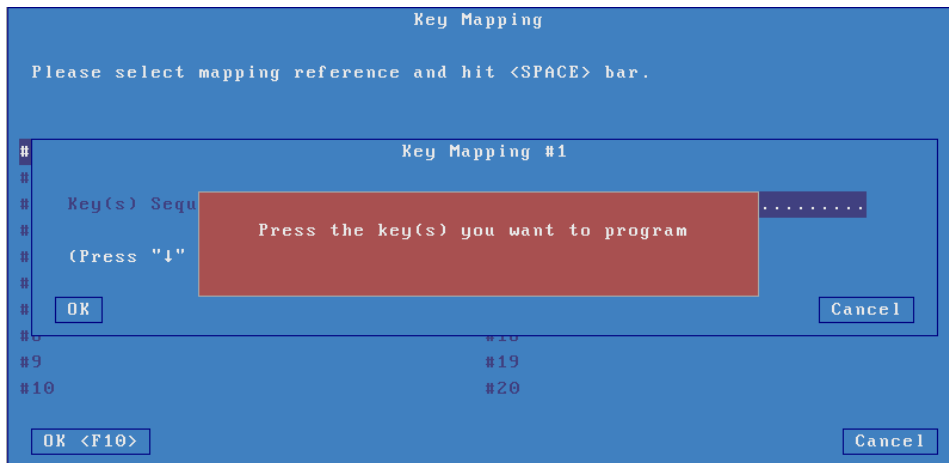 Key Mapping
Please select mapping reference and hit <SPACE> bar.
#
Key Mapping #1
#
# Key(s) Sequ .........
#
Press the key(s) you want to program
# (Press "↓"
#
# OK Cancel
#9 #19
#10 #20
OK <F10> Cancel